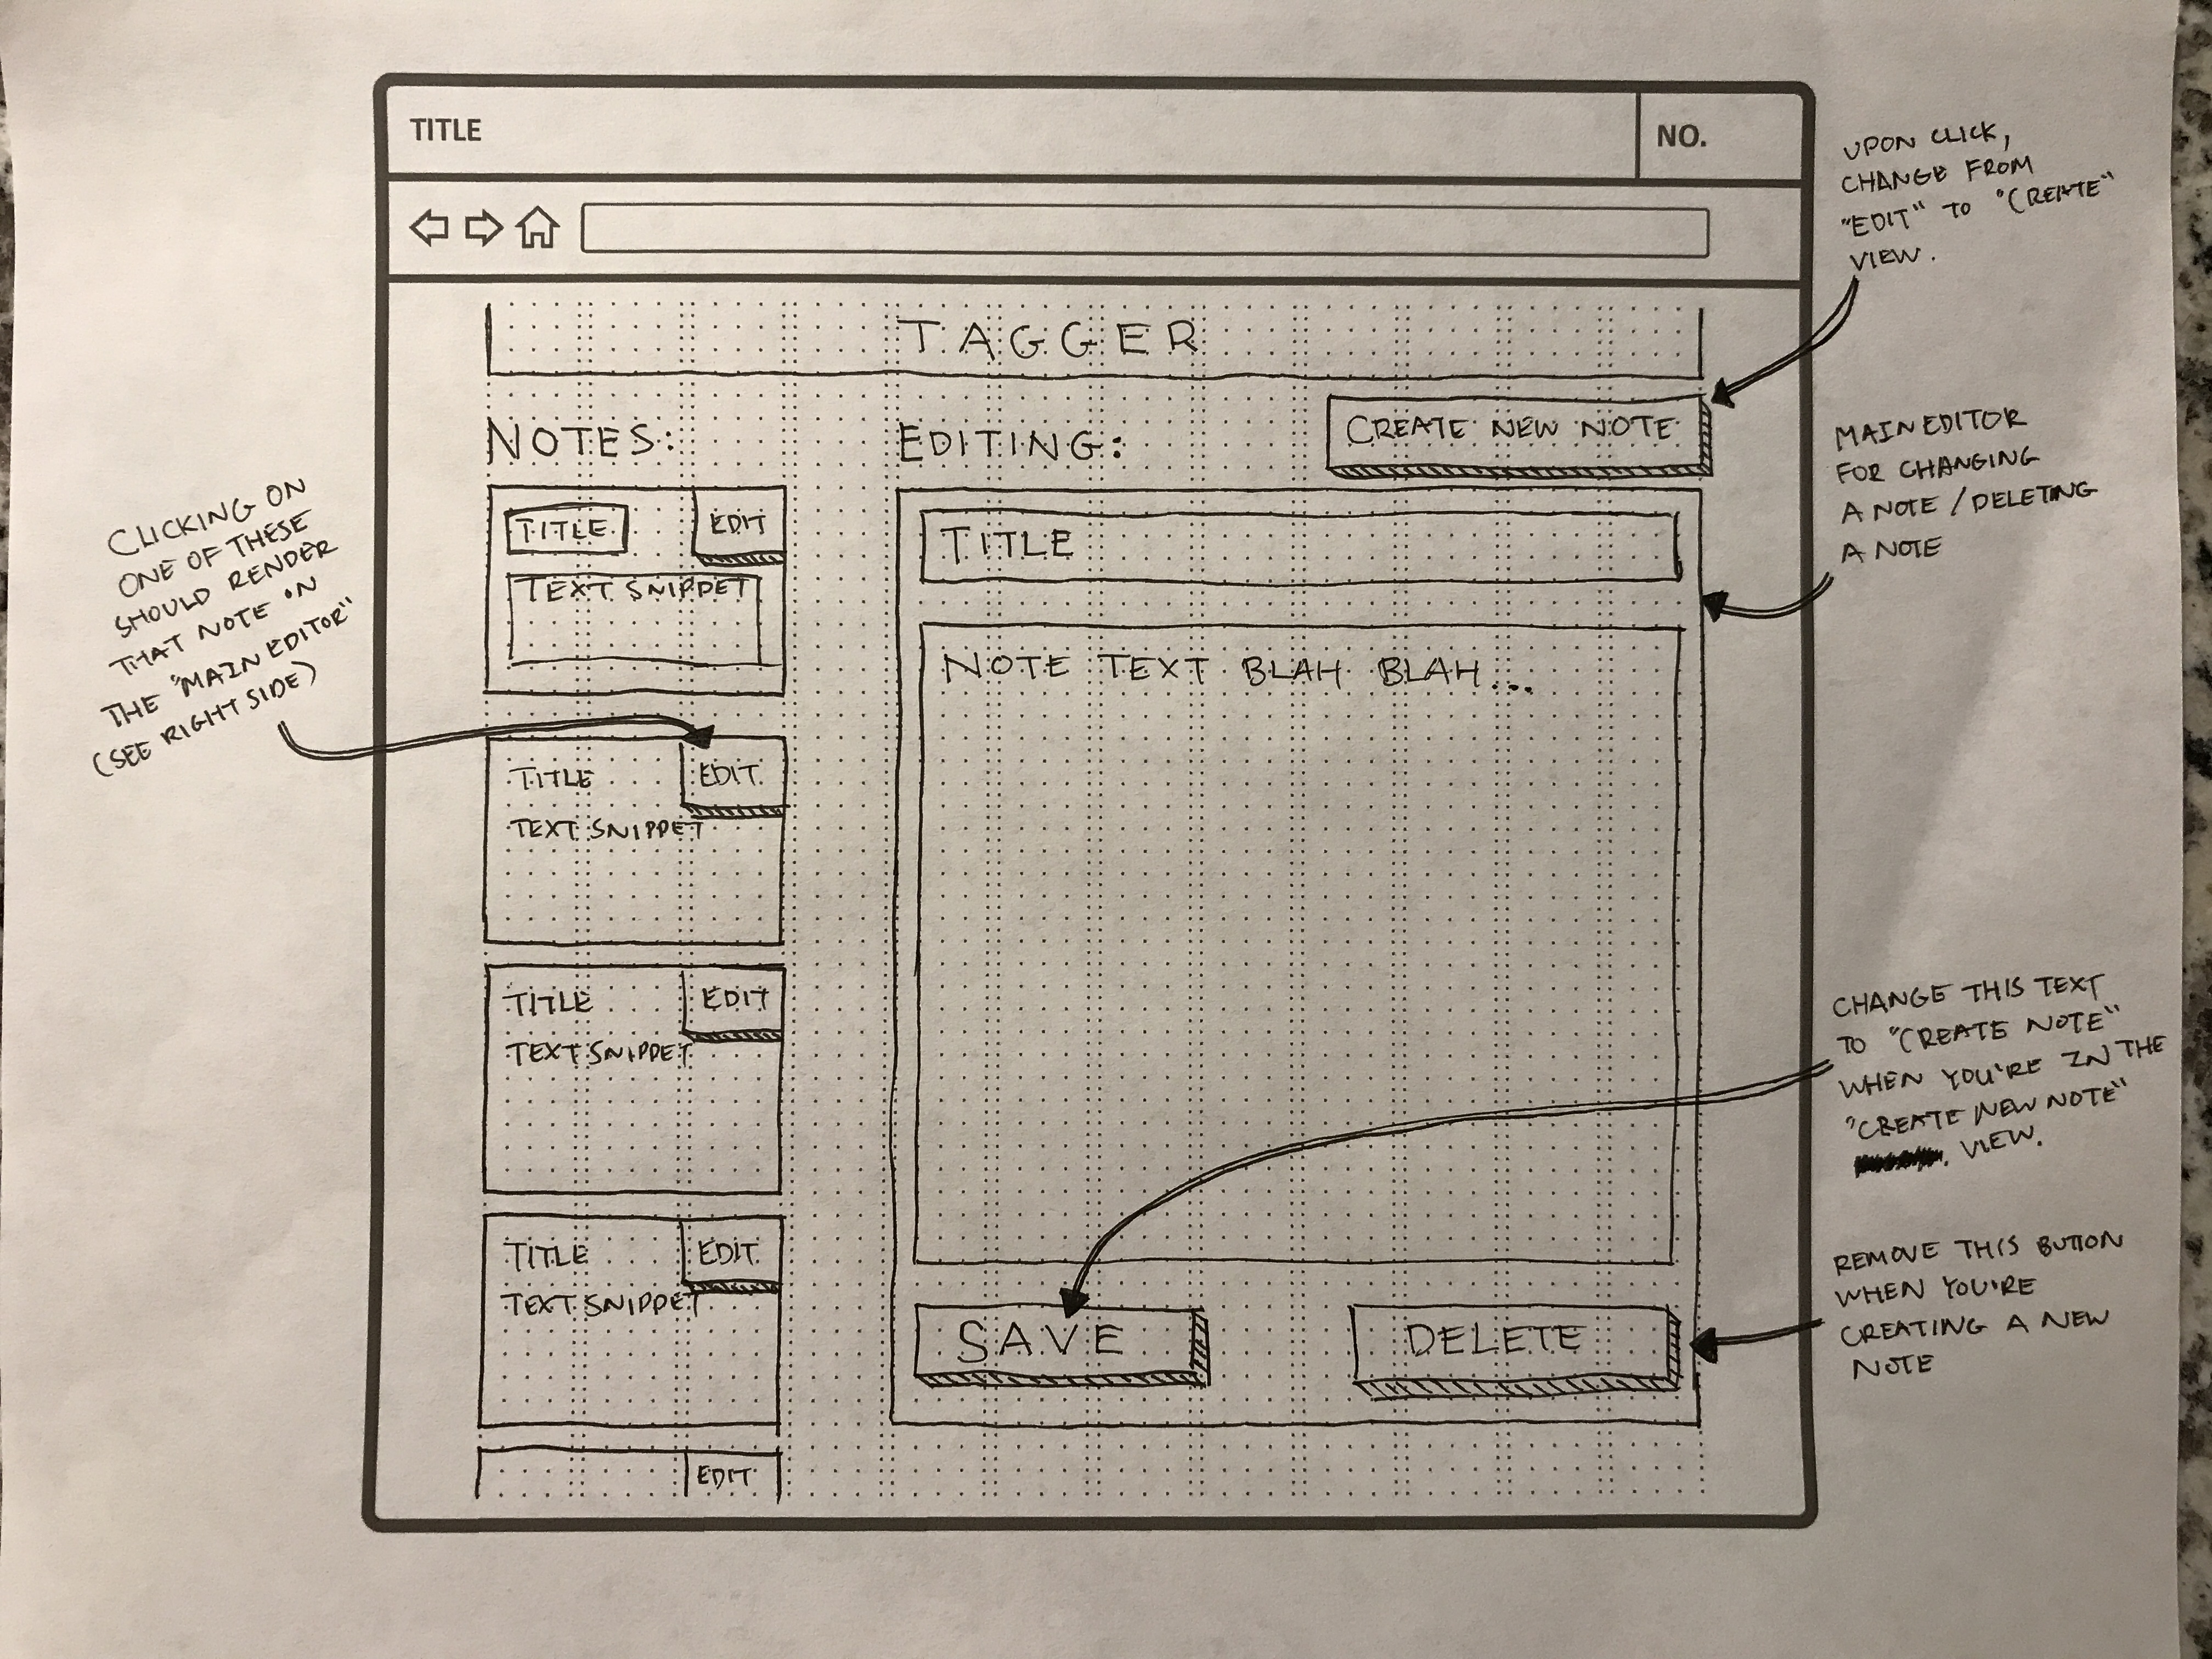 TITLE
NO.
TAGGER
NOTES:
EDITING:
CREATE NEW NOTE
TITLE
EDIT
TEXT SNIPPET
TITLE
EDIT
TEXT SNIPPET
TITLE
EDIT
TEXT SNIPPET
TITLE
EDIT
TEXT SNIPPET
EDIT
TITLE
NOTE TEXT BLAH BLAH...
SAVE
DELETE
CLICKING ON
ONE OF THESE
SHOULD RENDER
THAT NOTE IN
THE "MAIN EDITOR"
(SEE RIGHT SIDE)
UPON CLICK,
CHANGE FROM
"EDIT" TO "CREATE"
VIEW.
MAIN EDITOR
FOR CHANGING
A NOTE / DELETING
A NOTE
CHANGE THIS TEXT
TO "CREATE NOTE"
WHEN YOU'RE IN THE
"CREATE NEW NOTE"
VIEW.
REMOVE THIS BUTTON
WHEN YOU'RE
CREATING A NEW
NOTE